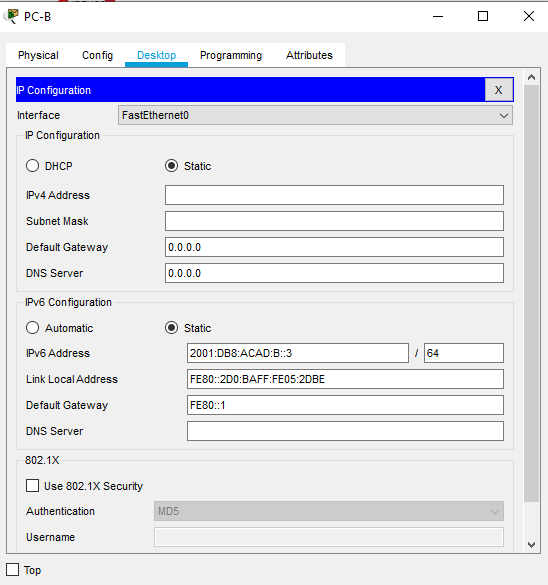 PC-B
Physical Config Desktop Programming Attributes
IP Configuration X
Interface FastEthernet0
IP Configuration
DHCP Static
IPv4 Address
Subnet Mask
Default Gateway 0.0.0.0
DNS Server 0.0.0.0
IPv6 Configuration
Automatic Static
IPv6 Address 2001:DB8:ACAD:B::3 / 64
Link Local Address FE80::2D0:BAFF:FE05:2DBE
Default Gateway FE80::1
DNS Server
802.1X
Use 802.1X Security
Authentication MD5
Username
Top